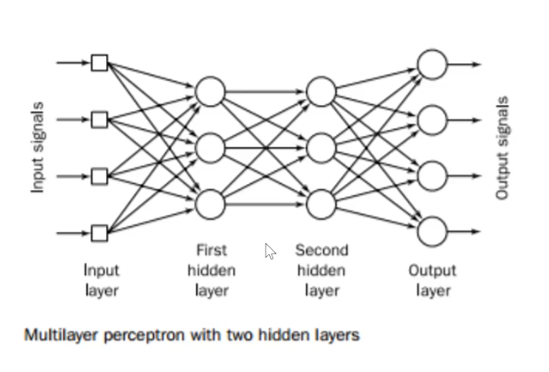 Input signals
Output signals
First
hidden
layer
Second
hidden
layer
Input
layer
Output
layer
Multilayer perceptron with two hidden layers